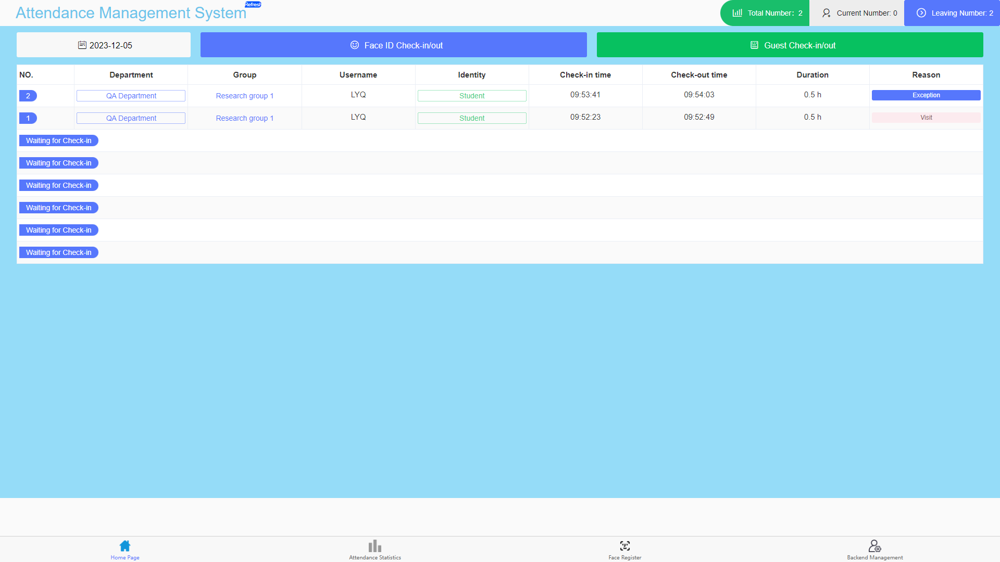 Attendance Management System
Refresh
Total Number: 2
Current Number: 0
Leaving Number: 2
2023-12-05
Face ID Check-in/out
Guest Check-in/out
NO. Department Group Username Identity Check-in time Check-out time Duration Reason
2 QA Department Research group 1 LYQ Student 09:53:41 09:54:03 0.5 h Exception
1 QA Department Research group 1 LYQ Student 09:52:23 09:52:49 0.5 h Visit
Waiting for Check-in
Waiting for Check-in
Waiting for Check-in
Waiting for Check-in
Waiting for Check-in
Waiting for Check-in
Home Page
Attendance Statistics
Face Register
Backend Management